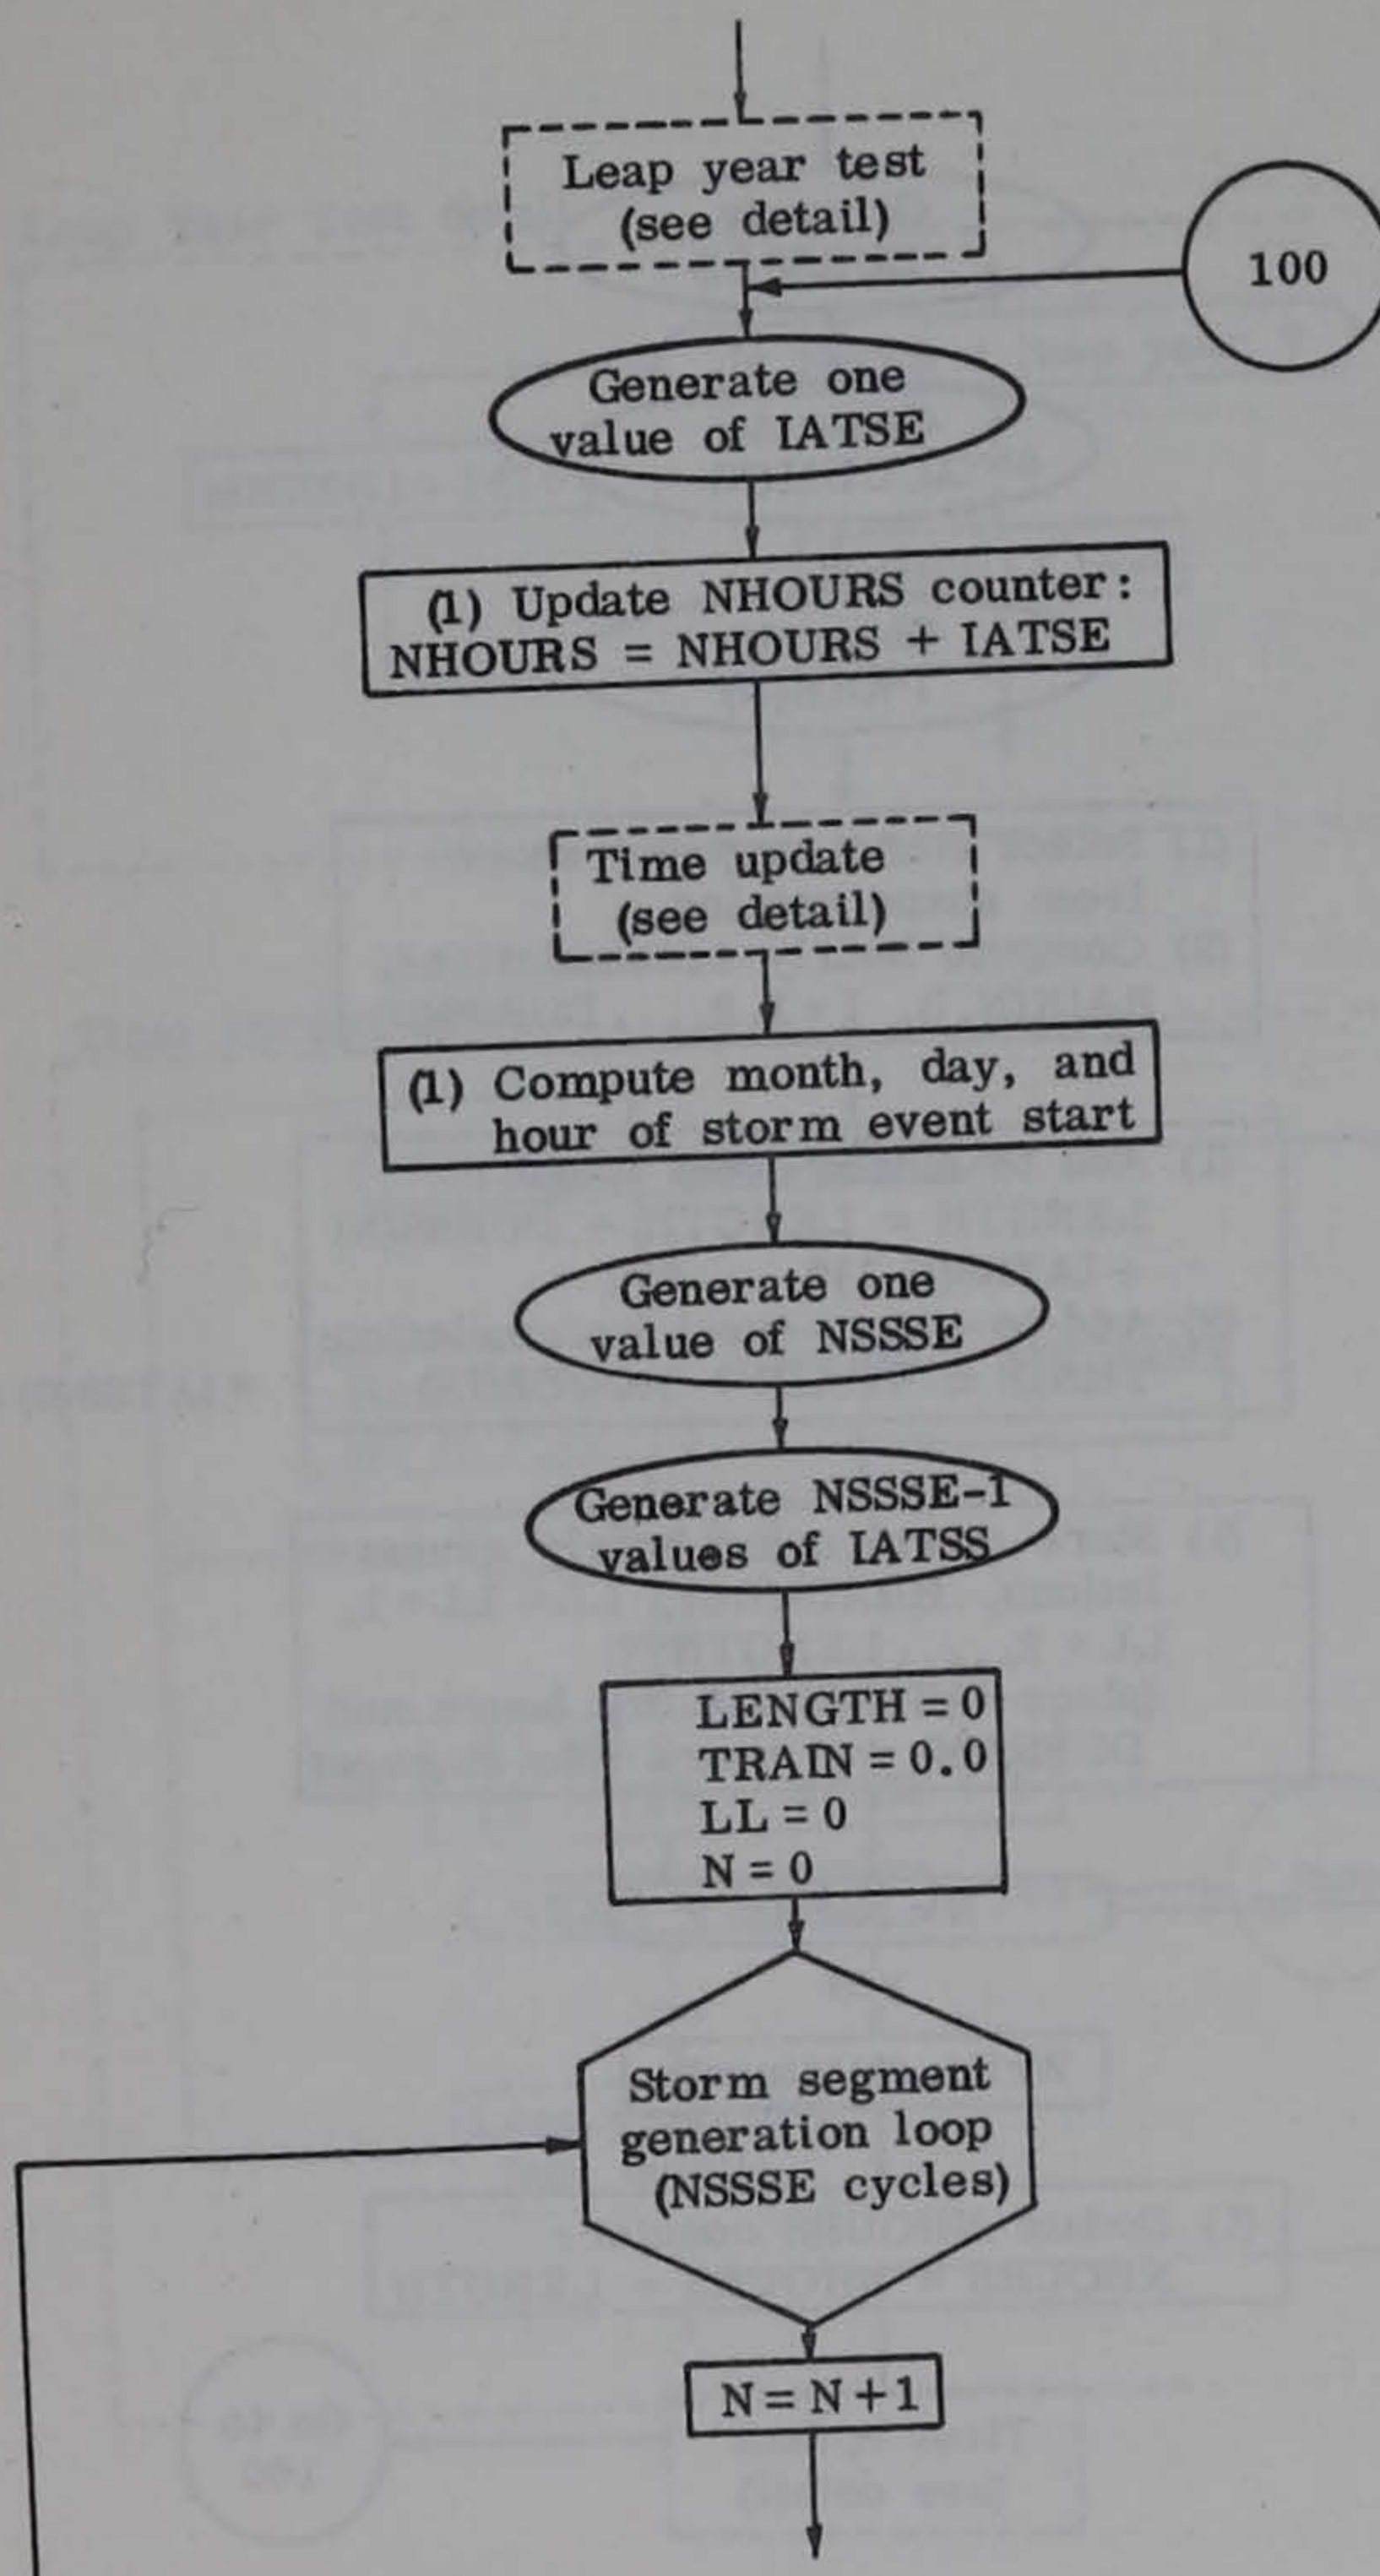 Leap year test
(see detail)
100
Generate one
value of IATSE
(1) Update NHOURS counter:
NHOURS = NHOURS + IATSE
Time update
(see detail)
(1) Compute month, day, and
hour of storm event start
Generate one
value of NSSSE
Generate NSSSE-1
values of IATSS
LENGTH = 0
TRAIN = 0.0
LL = 0
N = 0
Storm segment
generation loop
(NSSSE cycles)
N = N + 1